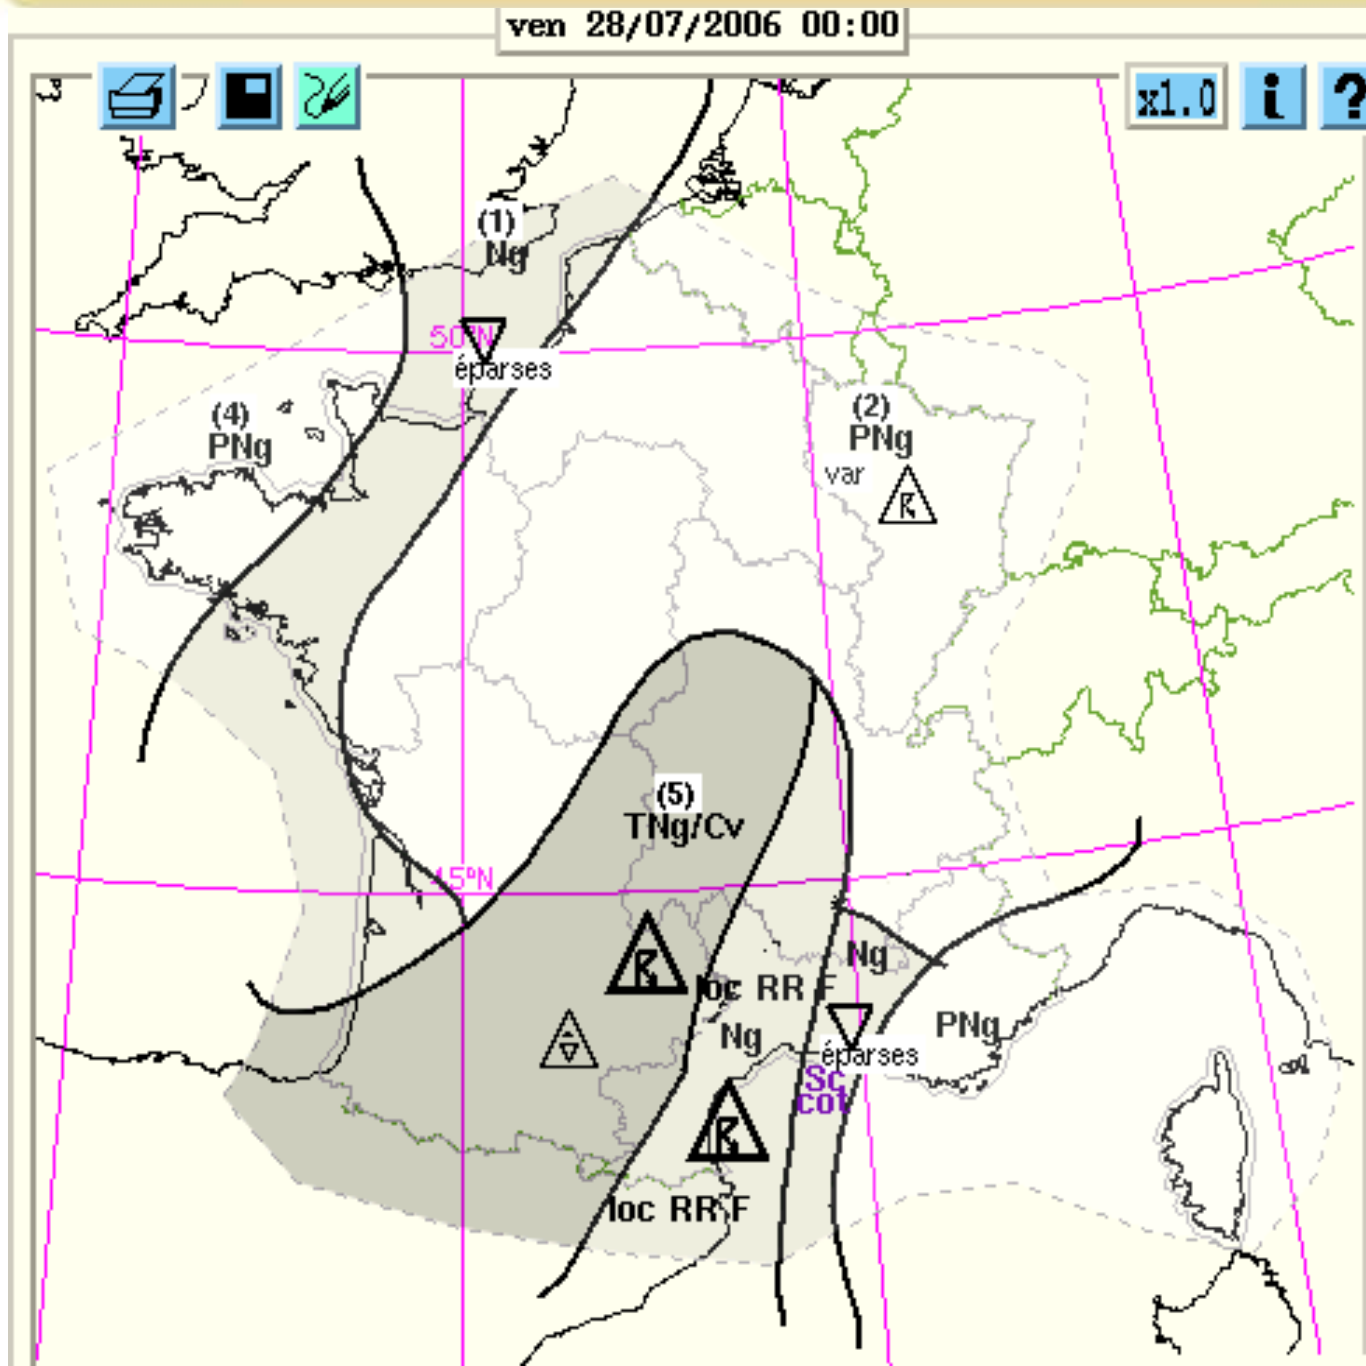 ven 28/07/2006 00:00
x1.0
i
?
(1)
Ng
50°N
éparses
(4)
PNg
(2)
PNg
var
(5)
TNg/Cv
45°N
Ng
loc RR F
Ng
PNg
éparses
Sc
cot
loc RR F